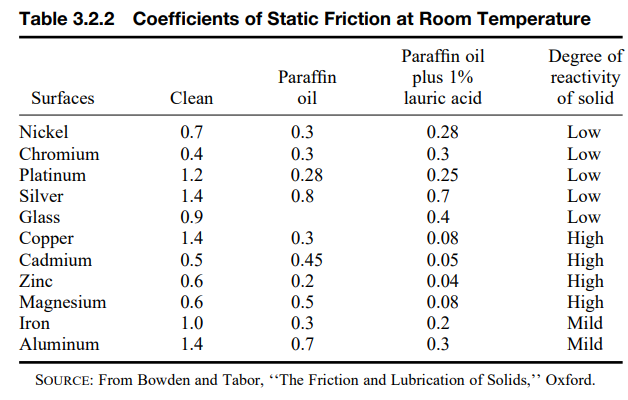 Table 3.2.2 Coefficients of Static Friction at Room Temperature
Surfaces Clean Paraffin oil Paraffin oil plus 1% lauric acid Degree of reactivity of solid
Nickel 0.7 0.3 0.28 Low
Chromium 0.4 0.3 0.3 Low
Platinum 1.2 0.28 0.25 Low
Silver 1.4 0.8 0.7 Low
Glass 0.9 0.4 Low
Copper 1.4 0.3 0.08 High
Cadmium 0.5 0.45 0.05 High
Zinc 0.6 0.2 0.04 High
Magnesium 0.6 0.5 0.08 High
Iron 1.0 0.3 0.2 Mild
Aluminum 1.4 0.7 0.3 Mild
SOURCE: From Bowden and Tabor, ‘‘The Friction and Lubrication of Solids,’’ Oxford.